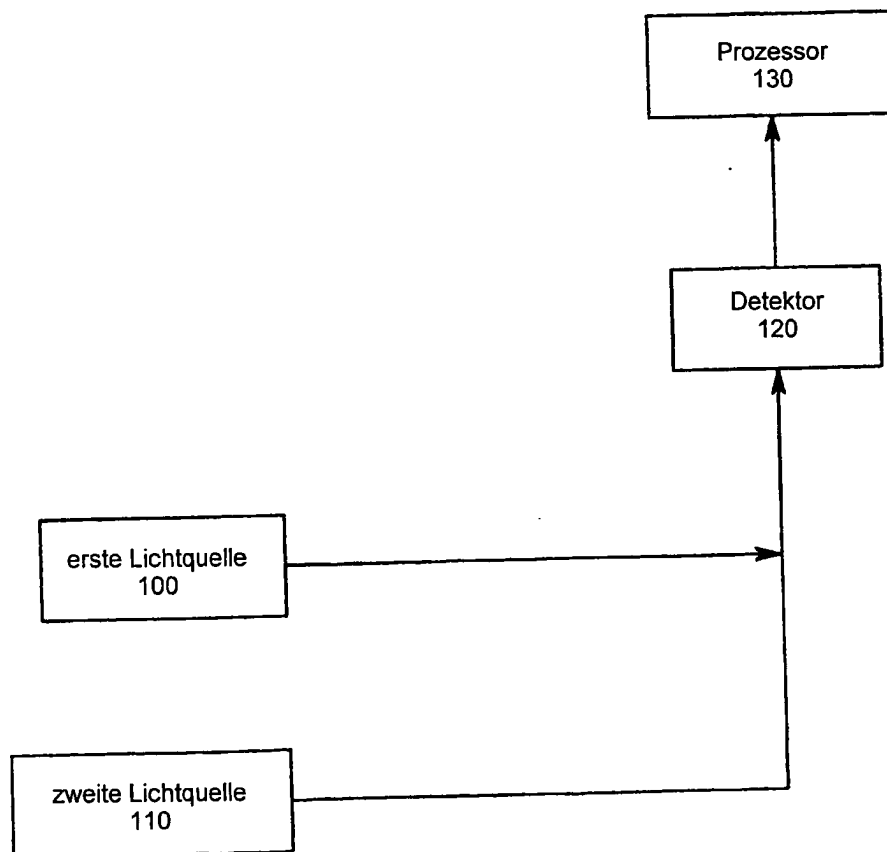 Prozessor
130
Detektor
120
erste Lichtquelle
100
zweite Lichtquelle
110